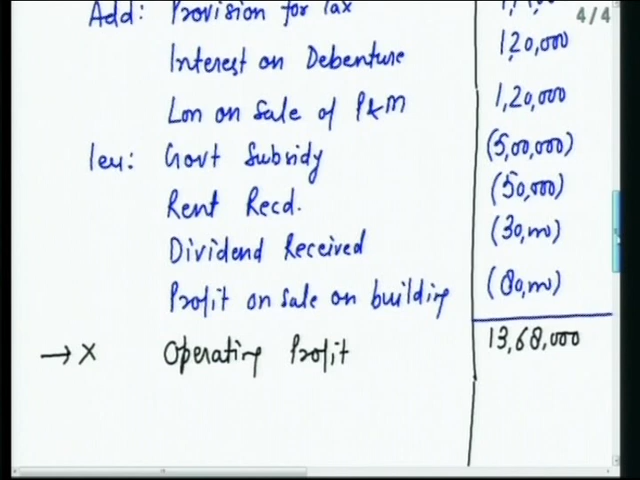 Add: Provision for Tax
4/4
Interest on Debenture 1,20,000
Loss on Sale of P&M 1,20,000
less: Govt Subsidy (5,00,000)
Rent Recd. (50,000)
Dividend Received (30,000)
Profit on sale on building (80,000)
→ X Operating Profit 13,68,000